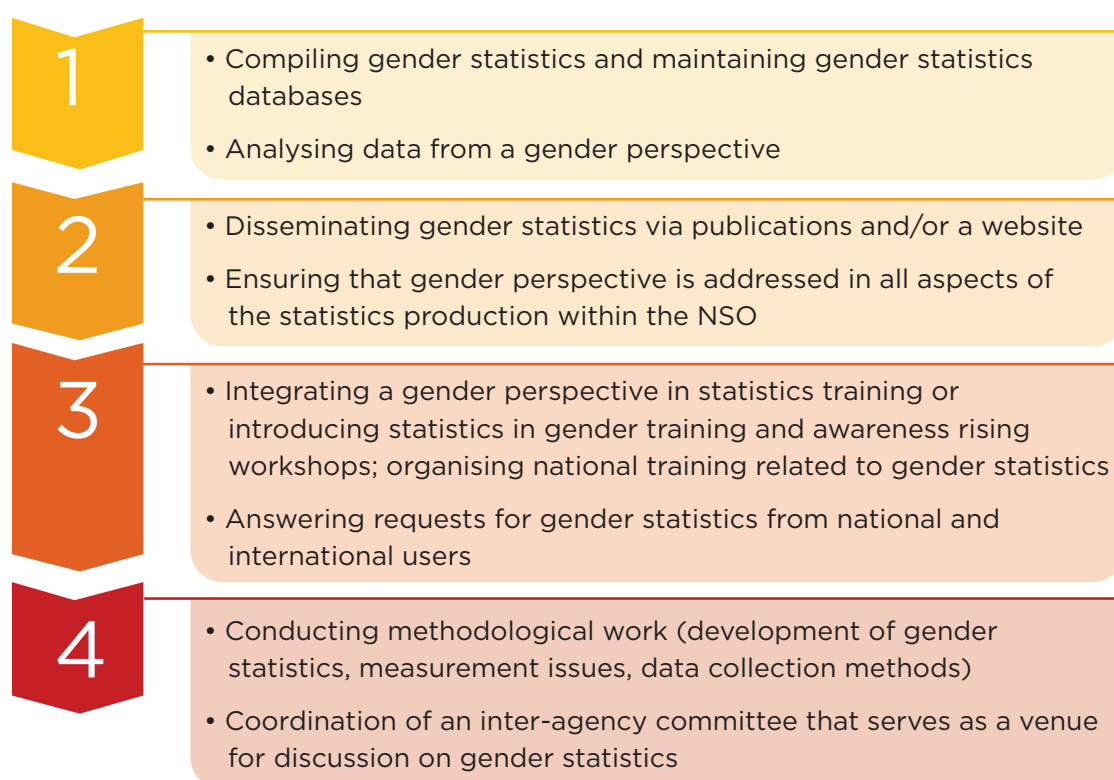 1
• Compiling gender statistics and maintaining gender statistics
databases
• Analysing data from a gender perspective
2
• Disseminating gender statistics via publications and/or a website
• Ensuring that gender perspective is addressed in all aspects of
the statistics production within the NSO
3
• Integrating a gender perspective in statistics training or
introducing statistics in gender training and awareness rising
workshops; organising national training related to gender statistics
• Answering requests for gender statistics from national and
international users
4
• Conducting methodological work (development of gender
statistics, measurement issues, data collection methods)
• Coordination of an inter-agency committee that serves as a venue
for discussion on gender statistics